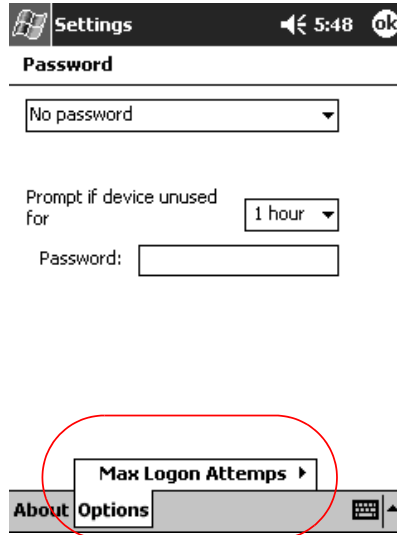 Settings 5:48 ok
Password
No password
Prompt if device unused
for 1 hour
Password:
Max Logon Attemps
About Options